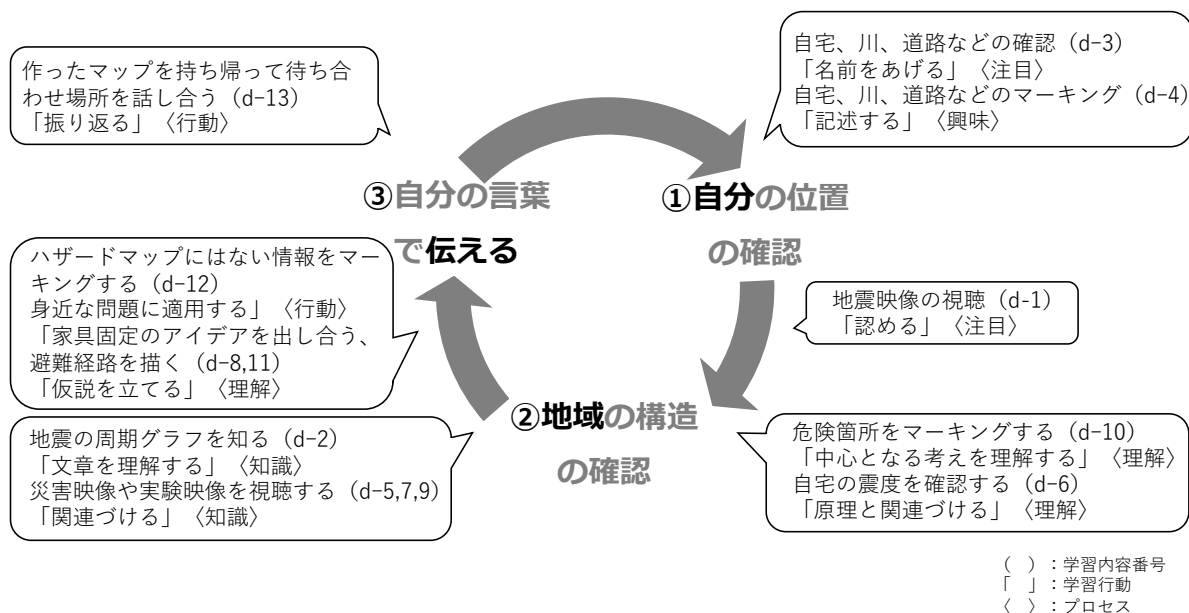 作ったマップを持ち帰って待ち合
わせ場所を話し合う（d-13）
「振り返る」〈行動〉
自宅、川、道路などの確認（d-3）
「名前をあげる」〈注目〉
自宅、川、道路などのマーキング（d-4）
「記述する」〈興味〉
③自分の言葉
で伝える
①自分の位置
の確認
ハザードマップにはない情報をマー
キングする（d-12）
身近な問題に適用する」〈行動〉
「家具固定のアイデアを出し合う、
避難経路を描く（d-8,11）
「仮説を立てる」〈理解〉
地震映像の視聴（d-1）
「認める」〈注目〉
②地域の構造
の確認
地震の周期グラフを知る（d-2）
「文章を理解する」〈知識〉
災害映像や実験映像を視聴する（d-5,7,9）
「関連づける」〈知識〉
危険箇所をマーキングする（d-10）
「中心となる考えを理解する」〈理解〉
自宅の震度を確認する（d-6）
「原理と関連づける」〈理解〉
（　）：学習内容番号
「　」：学習行動
〈　〉：プロセス